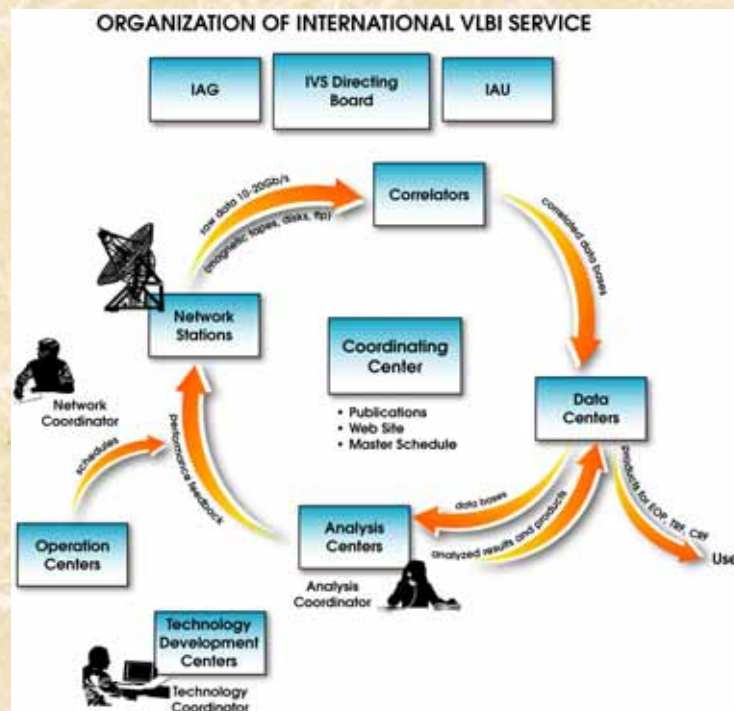 ORGANIZATION OF INTERNATIONAL VLBI SERVICE
IAG
IVS Directing
Board
IAU
raw data 10-20Gb/s
(magnetic tapes, disks, ftp)
Correlators
correlated data bases
Network
Stations
Coordinating
Center
• Publications
• Web Site
• Master Schedule
Network
Coordinator
Data
Centers
schedules
performance feedback
data bases
analyzed results and products
products for EOP, TRF, CRF
Use
Operation
Centers
Analysis
Centers
Analysis
Coordinator
Technology
Development
Centers
Technology
Coordinator